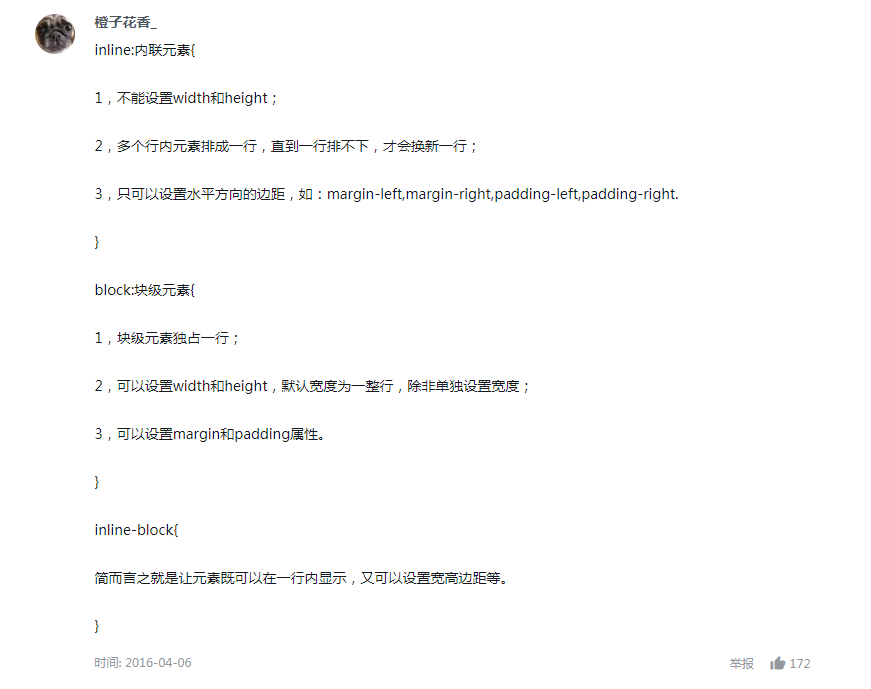 橙子花香_
inline:内联元素{
1，不能设置width和height；
2，多个行内元素排成一行，直到一行排不下，才会换新一行；
3，只可以设置水平方向的边距，如：margin-left,margin-right,padding-left,padding-right.
}
block:块级元素{
1，块级元素独占一行；
2，可以设置width和height，默认宽度为一整行，除非单独设置宽度；
3，可以设置margin和padding属性。
}
inline-block{
简而言之就是让元素既可以在一行内显示，又可以设置宽高边距等。
}
时间: 2016-04-06 举报 172